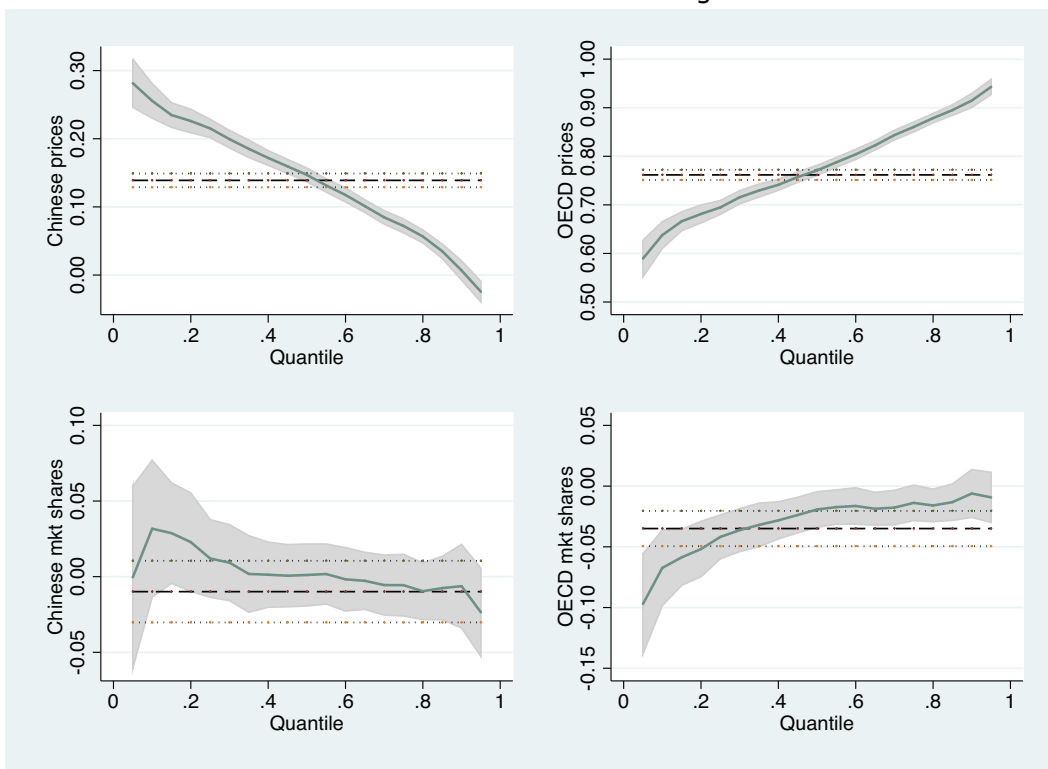 g
Chinese prices
0.30
0.20
0.10
0.00
0 .2 .4 .6 .8 1
Quantile
OECD prices
1.00
0.90
0.80
0.70
0.60
0.50
0 .2 .4 .6 .8 1
Quantile
Chinese mkt shares
0.10
0.05
0.00
-0.05
0 .2 .4 .6 .8 1
Quantile
OECD mkt shares
0.05
0.00
-0.05
-0.10
-0.15
0 .2 .4 .6 .8 1
Quantile